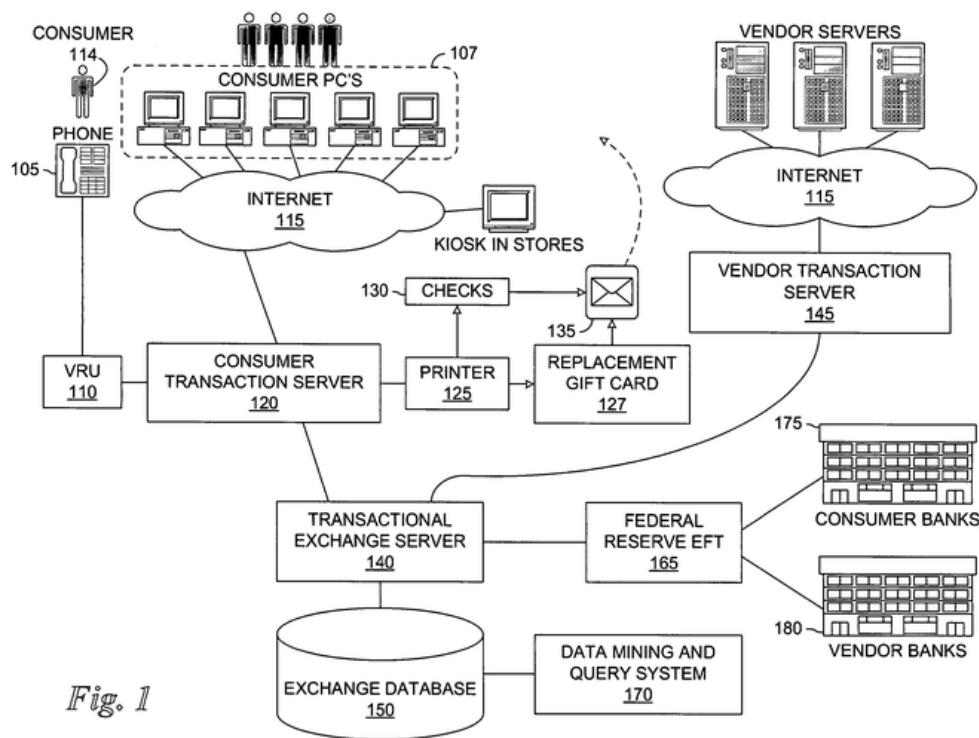 CONSUMER
114
107
CONSUMER PC'S
VENDOR SERVERS
PHONE
105
INTERNET
115
KIOSK IN STORES
INTERNET
115
130
CHECKS
135
VENDOR TRANSACTION
SERVER
145
VRU
110
CONSUMER
TRANSACTION SERVER
120
PRINTER
125
REPLACEMENT
GIFT CARD
127
175
CONSUMER BANKS
TRANSACTIONAL
EXCHANGE SERVER
140
FEDERAL
RESERVE EFT
165
180
VENDOR BANKS
EXCHANGE DATABASE
150
DATA MINING AND
QUERY SYSTEM
170
Fig. 1